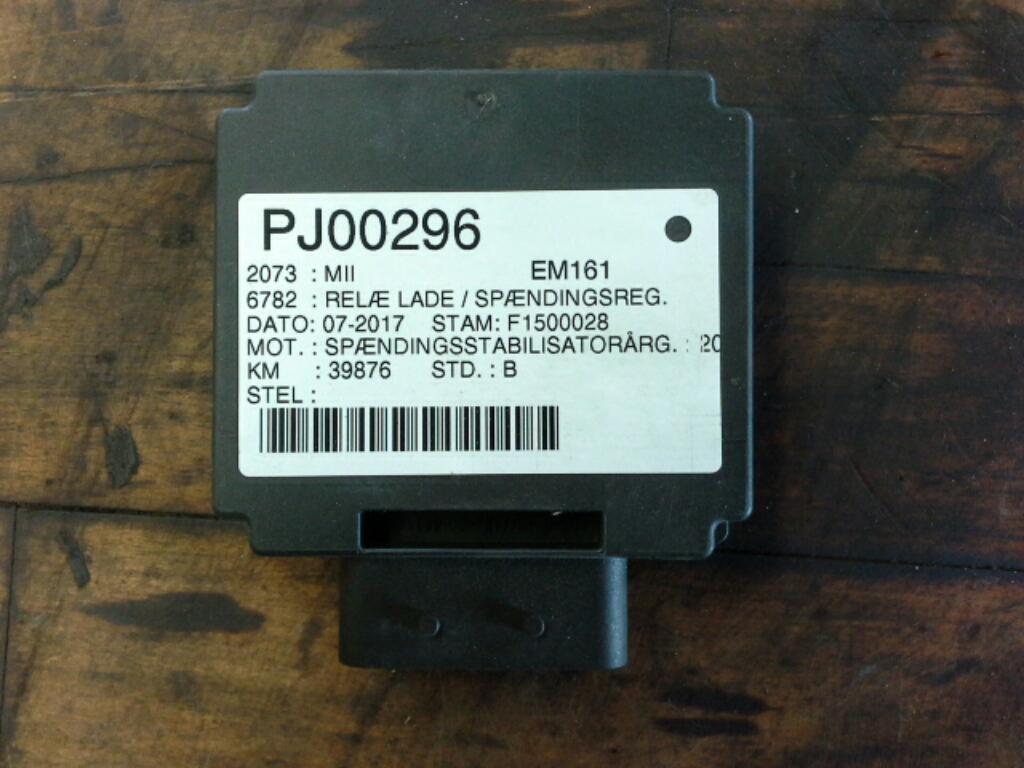 PJ00296
2073 : MII EM161
6782 : RELÆ LADE / SPÆNDINGSREG.
DATO: 07-2017 STAM: F1500028
MOT. : SPÆNDINGSSTABILISATORÅRG. : 20
KM : 39876 STD. : B
STEL :